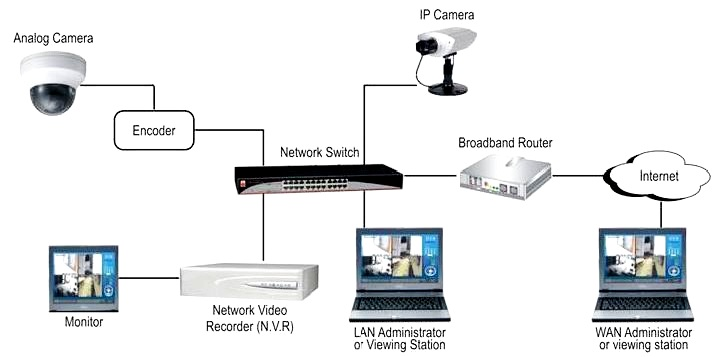 IP Camera
Analog Camera
Encoder
Network Switch
Broadband Router
Internet
Monitor
Network Video
Recorder (N.V.R)
LAN Administrator
or Viewing Station
WAN Administrator
or viewing station